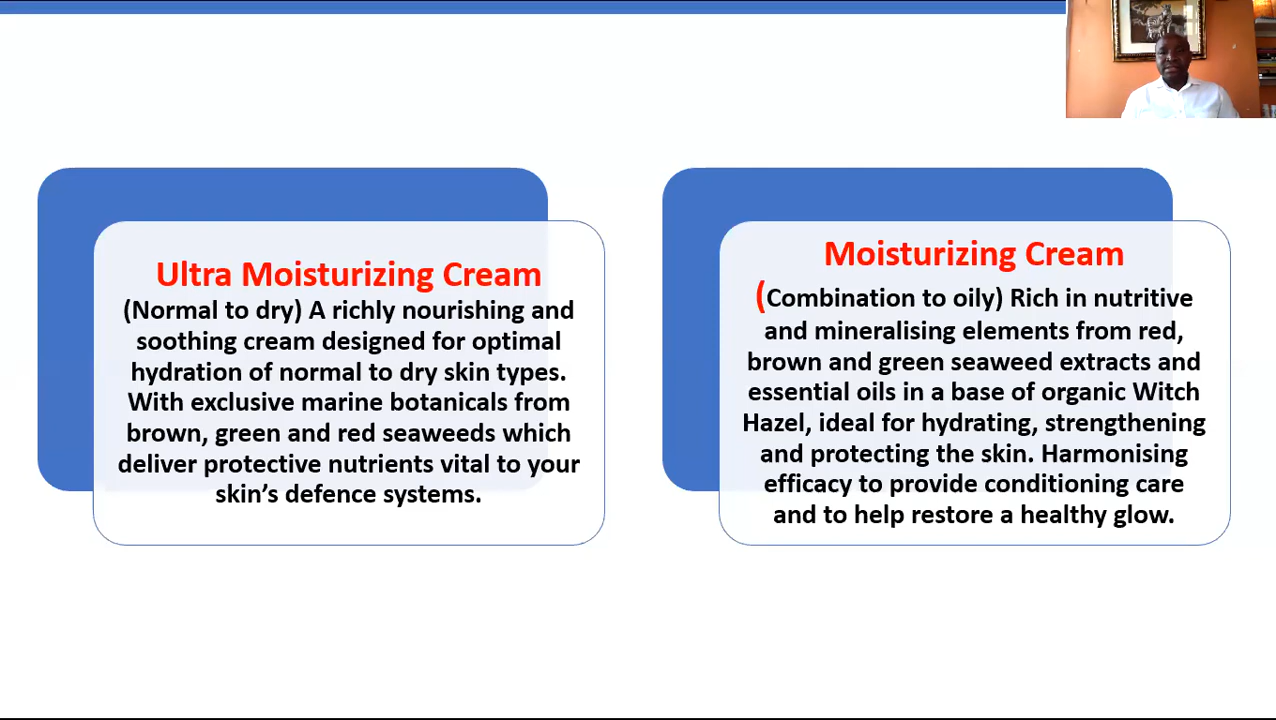 Ultra Moisturizing Cream
(Normal to dry) A richly nourishing and
soothing cream designed for optimal
hydration of normal to dry skin types.
With exclusive marine botanicals from
brown, green and red seaweeds which
deliver protective nutrients vital to your
skin’s defence systems.
Moisturizing Cream
(Combination to oily) Rich in nutritive
and mineralising elements from red,
brown and green seaweed extracts and
essential oils in a base of organic Witch
Hazel, ideal for hydrating, strengthening
and protecting the skin. Harmonising
efficacy to provide conditioning care
and to help restore a healthy glow.